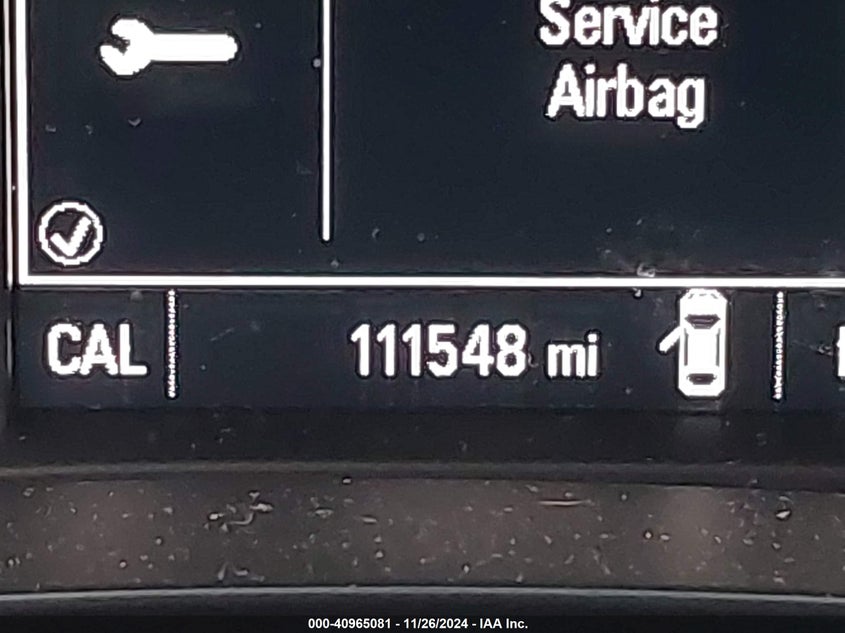 Service
Airbag
CAL 111548 mi
000-40965081 - 11/26/2024 - IAA Inc.